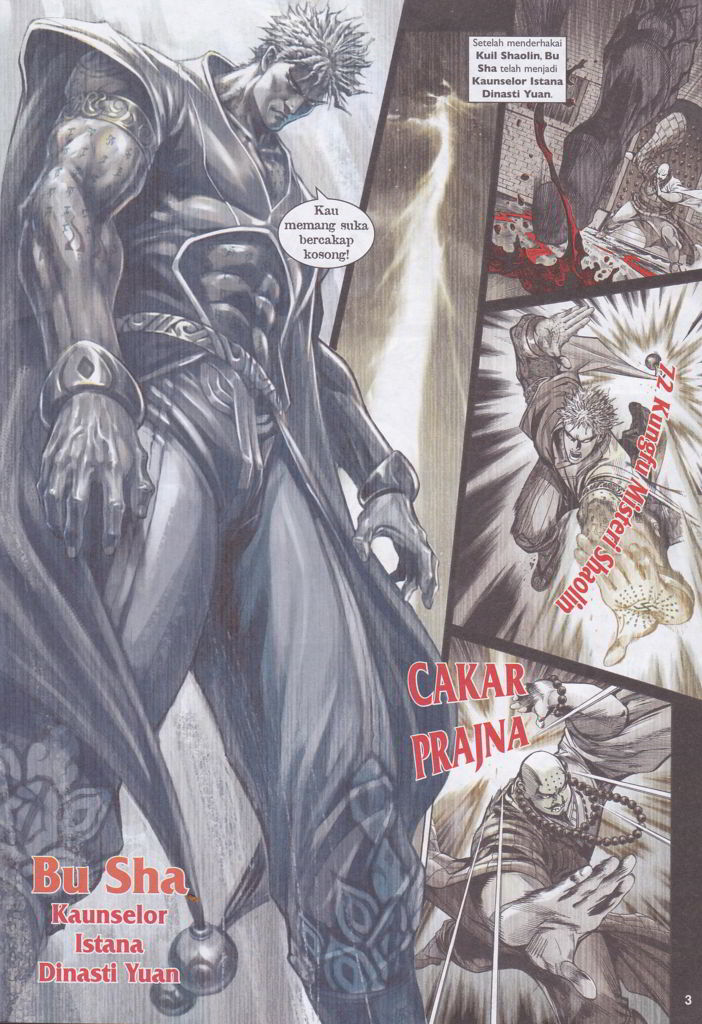 Setelah menderhakai
Kuil Shaolin, Bu
Sha telah menjadi
Kaunselor Istana
Dinasti Yuan.
Kau
memang suka
bercakap
kosong!
72 Kungfu Misteri Shaolin
CAKAR
PRAJNA
Bu Sha
Kaunselor
Istana
Dinasti Yuan
3